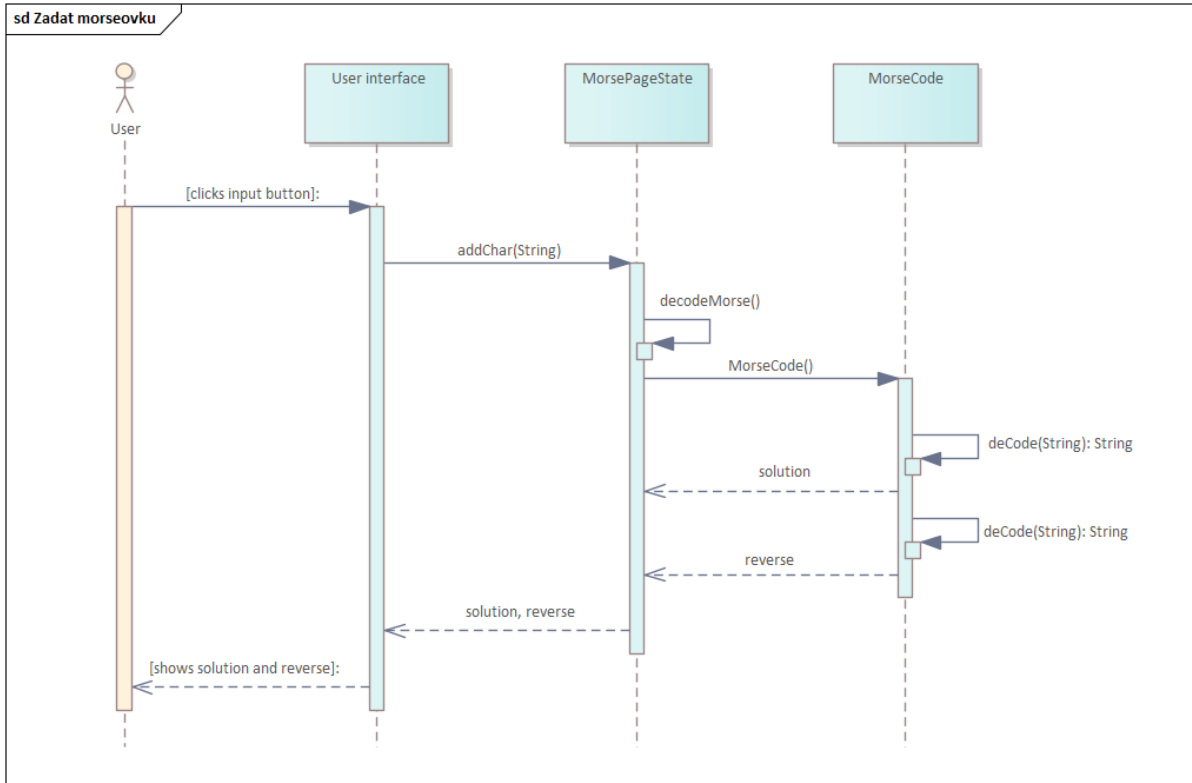 sd Zadat morseovku
User interface
MorsePageState
MorseCode
User
[clicks input button]:
addChar(String)
decodeMorse()
MorseCode()
deCode(String): String
solution
deCode(String): String
reverse
solution, reverse
[shows solution and reverse]: